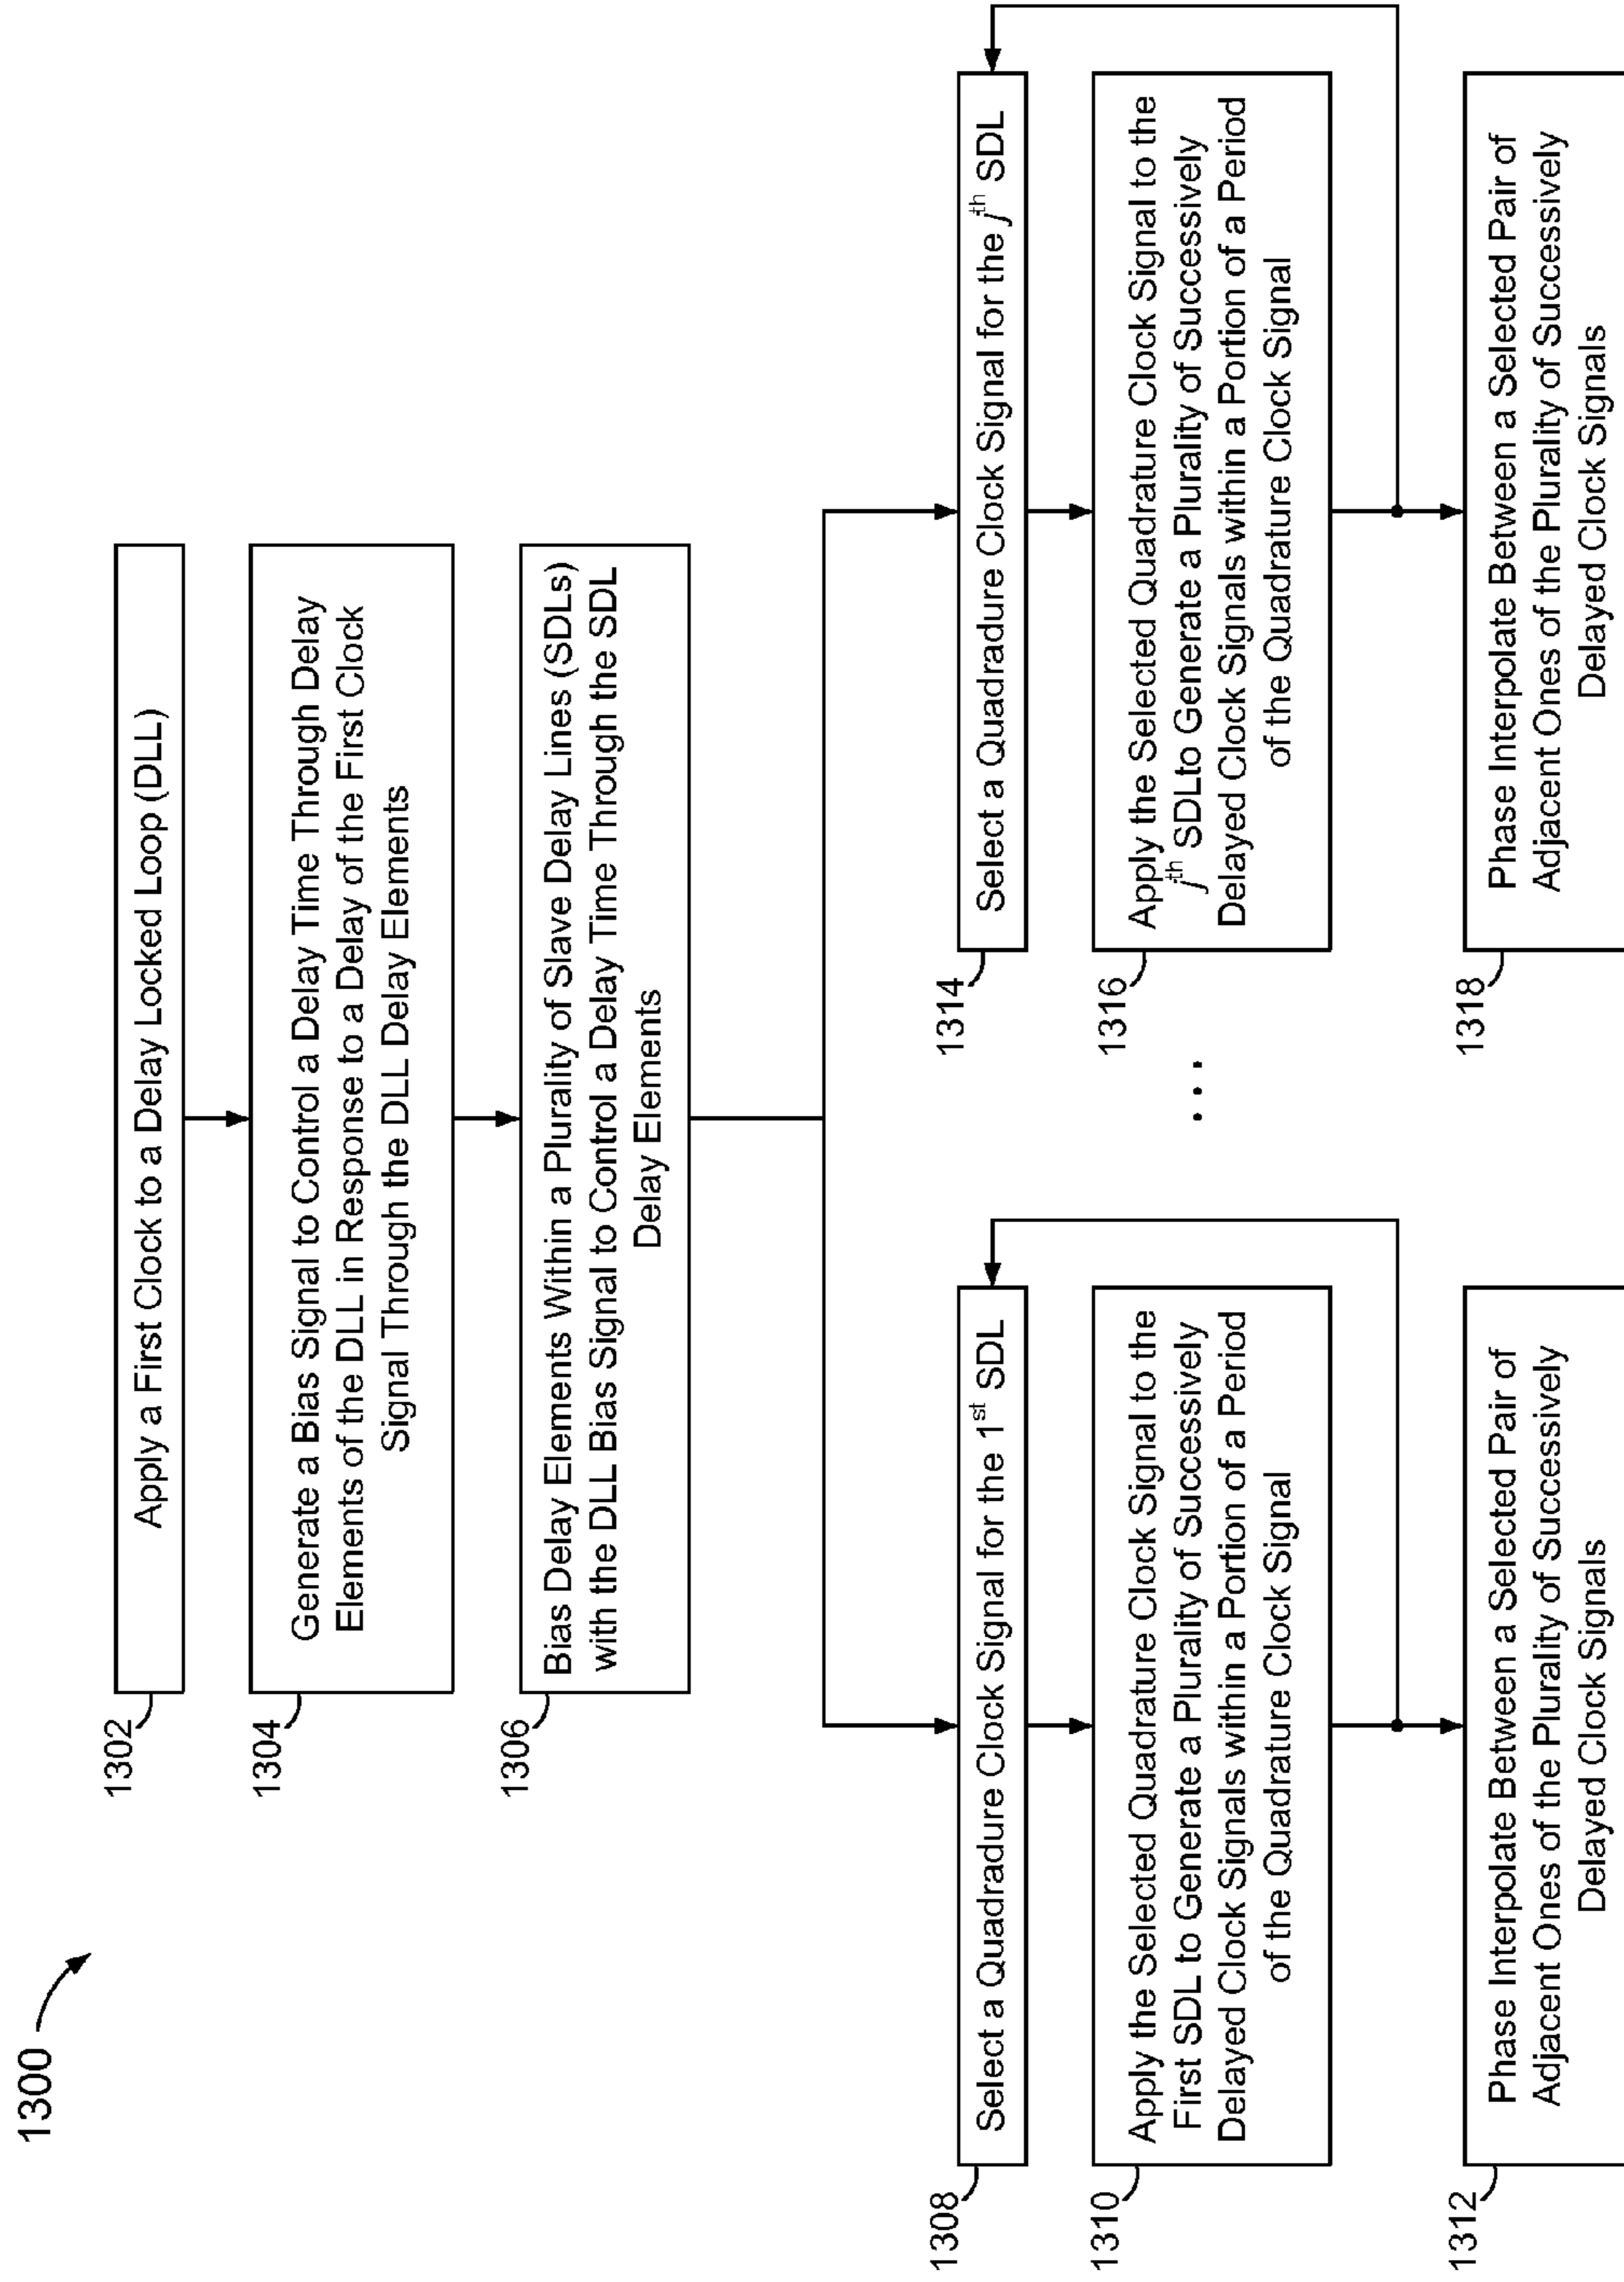 1300
1302
Apply a First Clock to a Delay Locked Loop (DLL)
1304
Generate a Bias Signal to Control a Delay Time Through Delay
Elements of the DLL in Response to a Delay of the First Clock
Signal Through the DLL Delay Elements
1306
Bias Delay Elements Within a Plurality of Slave Delay Lines (SDLs)
with the DLL Bias Signal to Control a Delay Time Through the SDL
Delay Elements
1308
Select a Quadradure Clock Signal for the 1st SDL
1310
Apply the Selected Quadrature Clock Signal to the
First SDL to Generate a Plurality of Successively
Delayed Clock Signals within a Portion of a Period
of the Quadrature Clock Signal
1312
Phase Interpolate Between a Selected Pair of
Adjacent Ones of the Plurality of Successively
Delayed Clock Signals
. . .
1314
Select a Quadradure Clock Signal for the jth SDL
1316
Apply the Selected Quadrature Clock Signal to the
jth SDLto Generate a Plurality of Successively
Delayed Clock Signals within a Portion of a Period
of the Quadrature Clock Signal
1318
Phase Interpolate Between a Selected Pair of
Adjacent Ones of the Plurality of Successively
Delayed Clock Signals